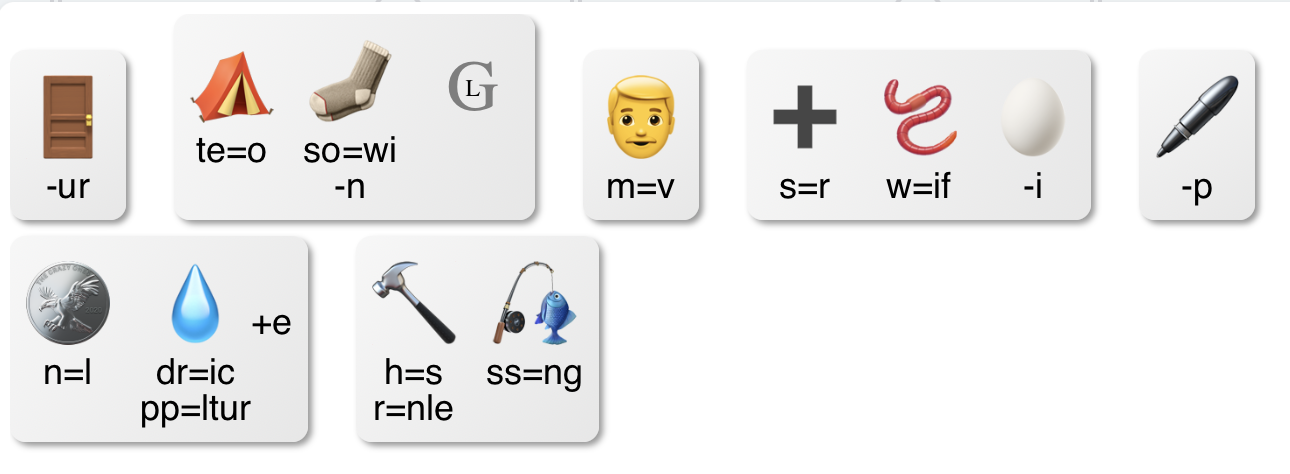 G
L
te=o so=wi
-n
-ur
m=v
s=r w=if -i
-p
+e
n=l dr=ic
pp=ltur
h=s ss=ng
r=nle